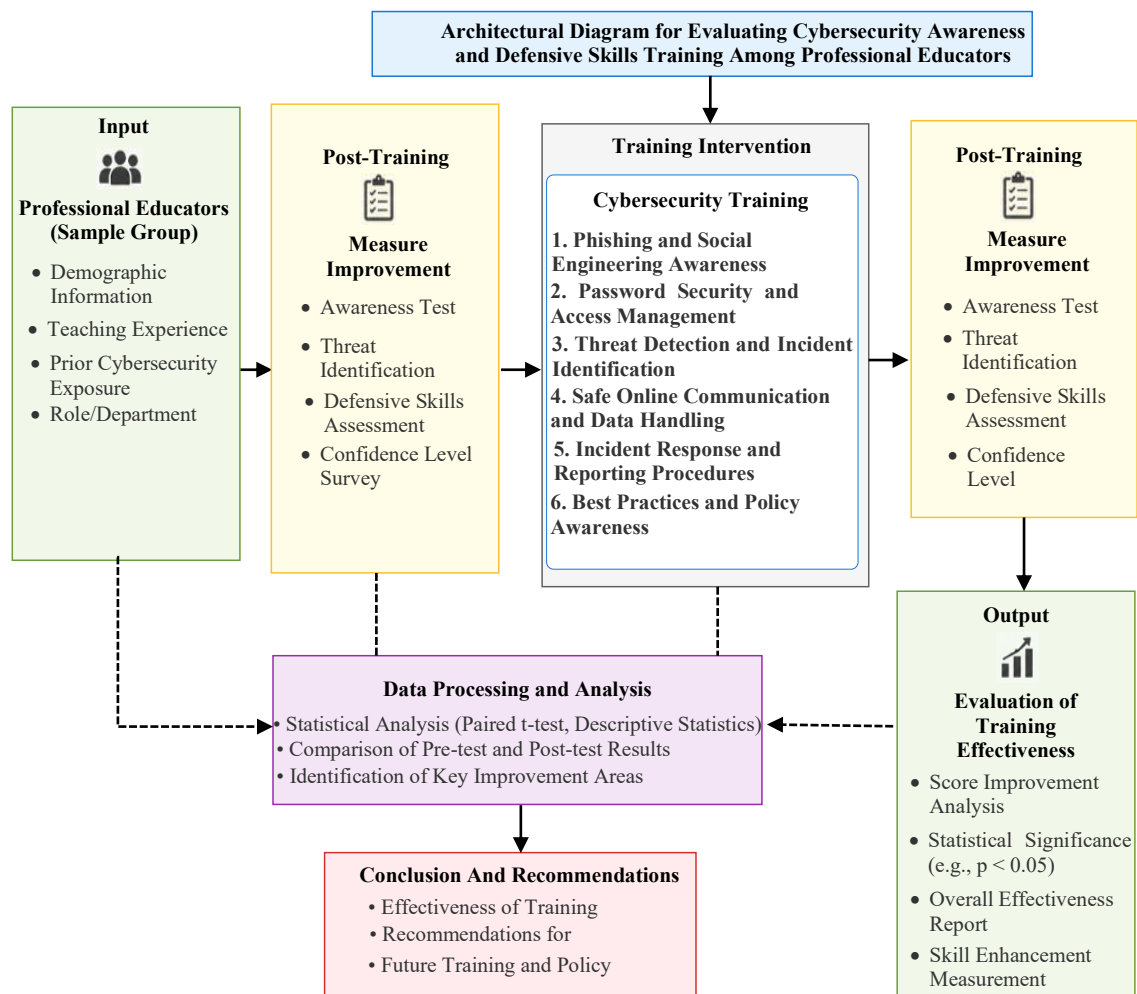 Architectural Diagram for Evaluating Cybersecurity Awareness
and Defensive Skills Training Among Professional Educators
Input
Professional Educators
(Sample Group)
• Demographic
Information
• Teaching Experience
• Prior Cybersecurity
Exposure
• Role/Department
Post-Training
Measure
Improvement
• Awareness Test
• Threat
Identification
• Defensive Skills
Assessment
• Confidence Level
Survey
Training Intervention
Cybersecurity Training
1. Phishing and Social
Engineering Awareness
2. Password Security and
Access Management
3. Threat Detection and Incident
Identification
4. Safe Online Communication
and Data Handling
5. Incident Response and
Reporting Procedures
6. Best Practices and Policy
Awareness
Post-Training
Measure
Improvement
• Awareness Test
• Threat
Identification
• Defensive Skills
Assessment
• Confidence
Level
Output
Evaluation of
Training
Effectiveness
• Score Improvement
Analysis
• Statistical Significance
(e.g., p < 0.05)
• Overall Effectiveness
Report
• Skill Enhancement
Measurement
Data Processing and Analysis
• Statistical Analysis (Paired t-test, Descriptive Statistics)
• Comparison of Pre-test and Post-test Results
• Identification of Key Improvement Areas
Conclusion And Recommendations
• Effectiveness of Training
• Recommendations for
• Future Training and Policy